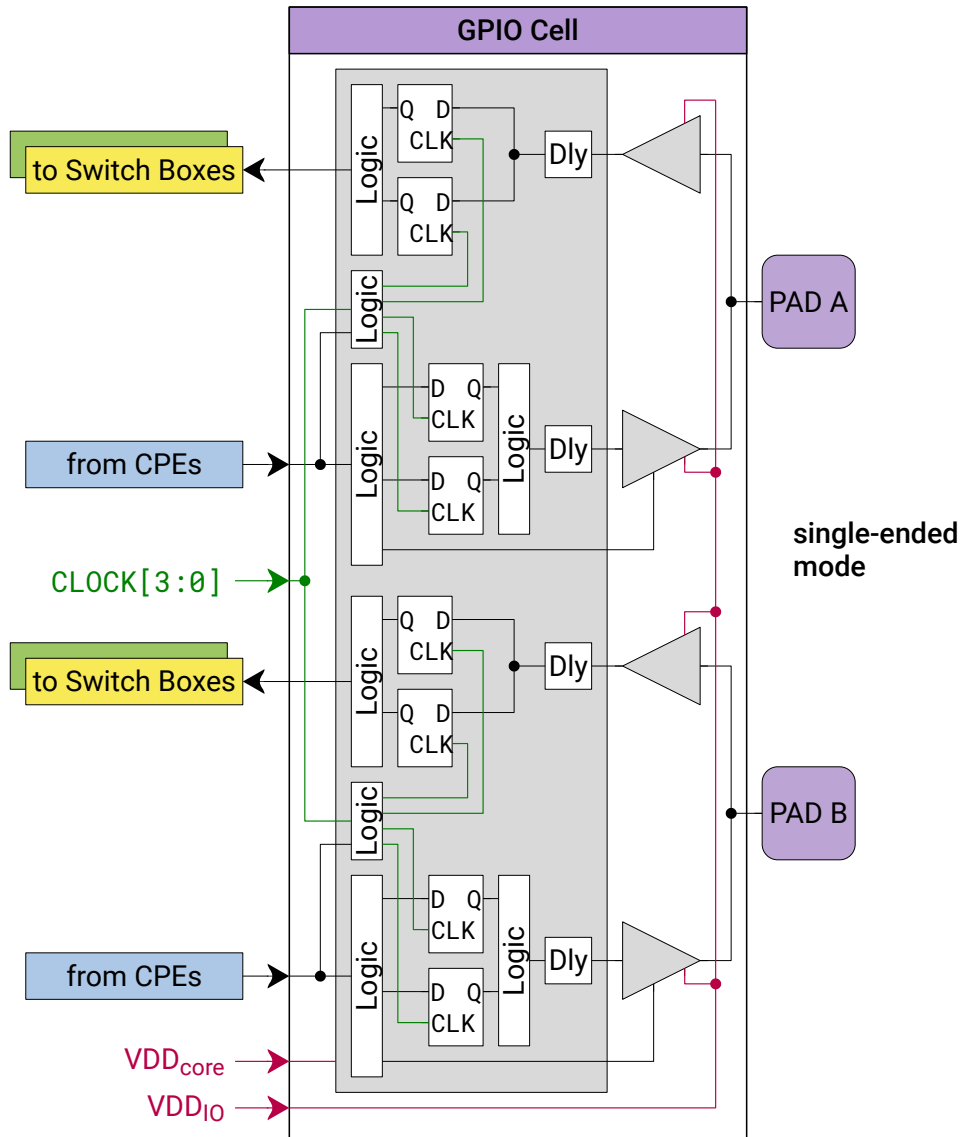 GPIO Cell
Logic
Q D
CLK
Dly
to Switch Boxes
Q D
CLK
Logic
PAD A
Logic
D Q
CLK
Logic
Dly
from CPEs
D Q
CLK
single-ended
mode
CLOCK[3:0]
Logic
Q D
CLK
Dly
to Switch Boxes
Q D
CLK
Logic
PAD B
Logic
D Q
CLK
Logic
Dly
from CPEs
D Q
CLK
VDDcore
VDDIO